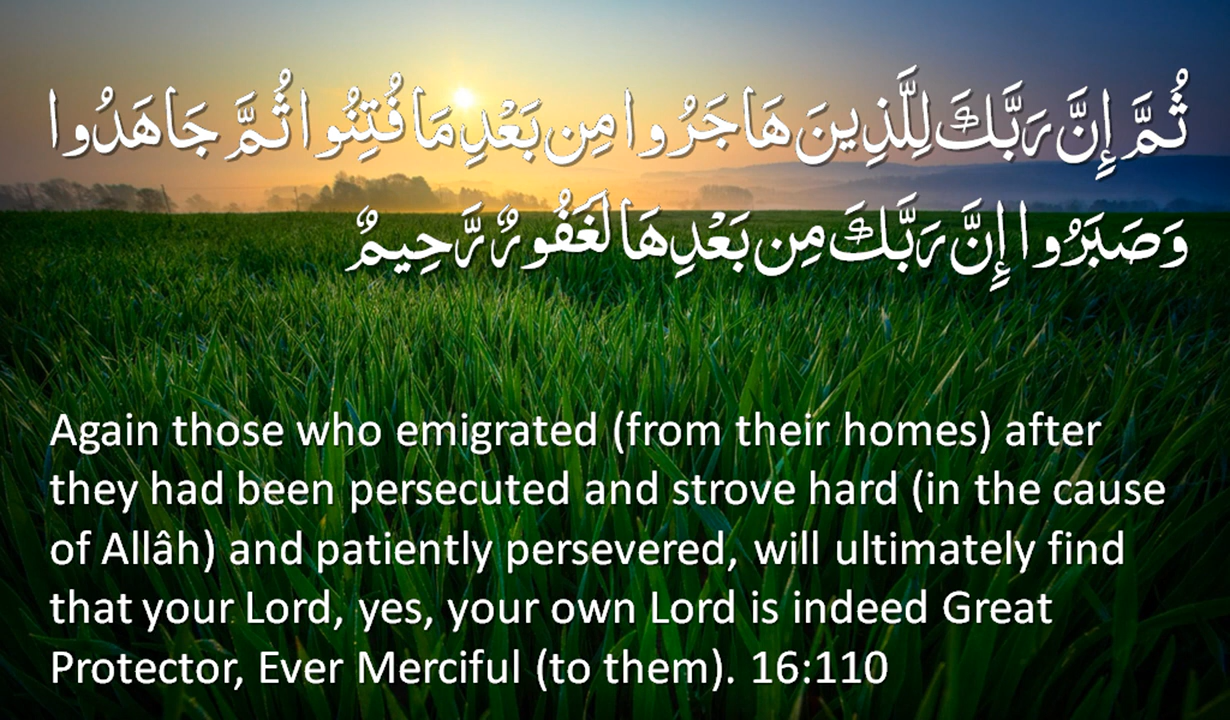 ثُمَّ إِنَّ رَبَّكَ لِلَّذِينَ هَاجَرُوا مِن بَعْدِ مَا فُتِنُوا ثُمَّ جَاهَدُوا
وَصَبَرُوا إِنَّ رَبَّكَ مِن بَعْدِهَا لَغَفُورٌ رَّحِيمٌ
Again those who emigrated (from their homes) after
they had been persecuted and strove hard (in the cause
of Allâh) and patiently persevered, will ultimately find
that your Lord, yes, your own Lord is indeed Great
Protector, Ever Merciful (to them). 16:110